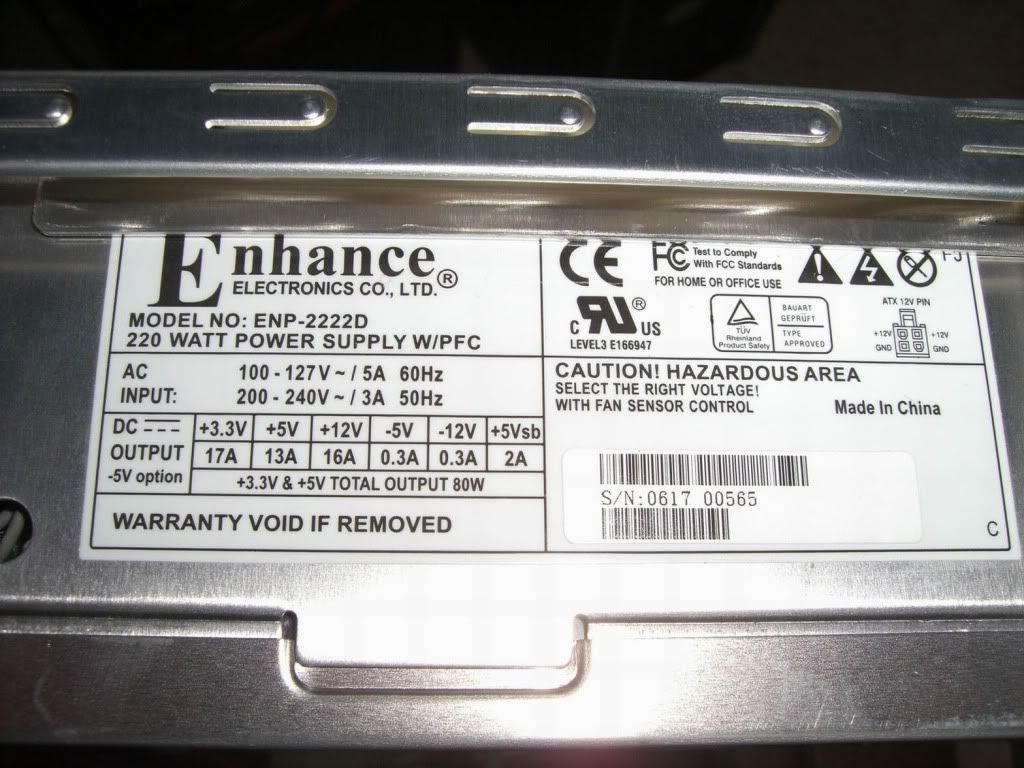 Enhance®
ELECTRONICS CO., LTD.
MODEL NO: ENP-2222D
220 WATT POWER SUPPLY W/PFC
AC 100 - 127V ~ / 5A 60Hz
INPUT: 200 - 240V ~ / 3A 50Hz
DC +3.3V +5V +12V -5V -12V +5Vsb
OUTPUT 17A 13A 16A 0.3A 0.3A 2A
-5V option
+3.3V & +5V TOTAL OUTPUT 80W
WARRANTY VOID IF REMOVED
CE FC Test to Comply
With FCC Standards
FOR HOME OR OFFICE USE
C RU ® US
LEVEL3 E166947
TÜV
Rheinland
Product Safety
BAUART
GEPRÜFT
TYPE
APPROVED
ATX 12V PIN
+12V +12V
GND GND
CAUTION! HAZARDOUS AREA
SELECT THE RIGHT VOLTAGE!
WITH FAN SENSOR CONTROL
Made In China
S/N:0617 00565
C